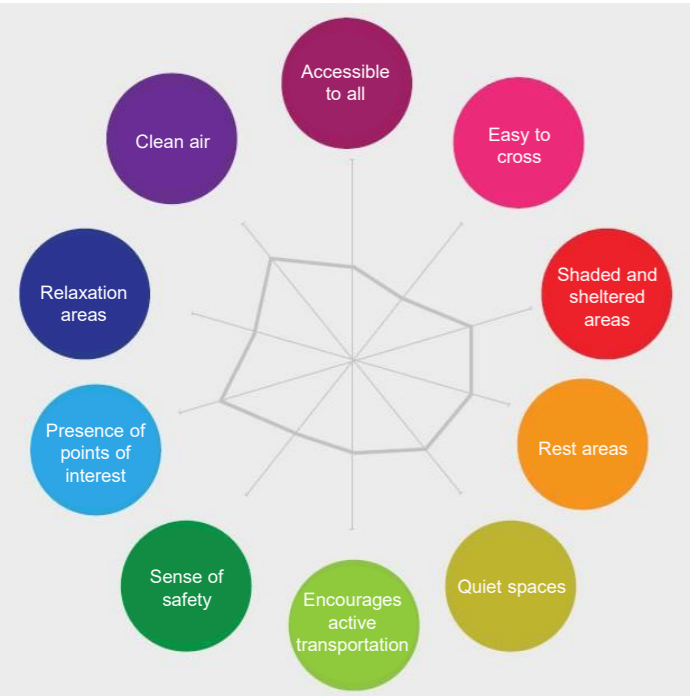 Accessible
to all
Easy to
cross
Shaded and
sheltered
areas
Rest areas
Quiet spaces
Encourages
active
transportation
Sense of
safety
Presence of
points of
interest
Relaxation
areas
Clean air